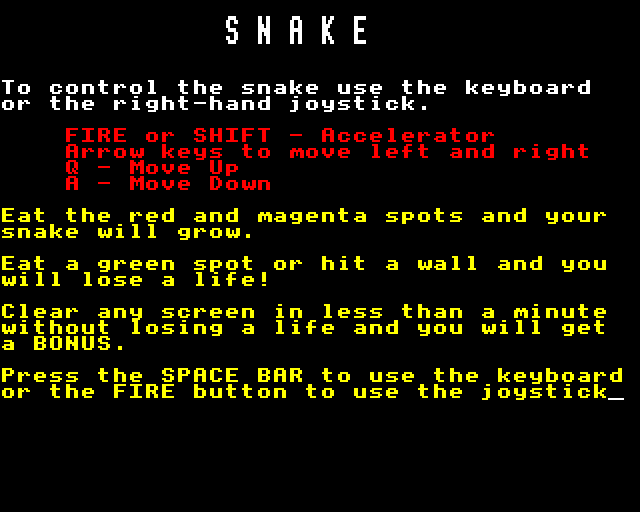 S N A K E
To control the snake use the keyboard
or the right-hand joystick.
FIRE or SHIFT - Accelerator
Arrow keys to move left and right
Q - Move Up
A - Move Down
Eat the red and magenta spots and your
snake will grow.
Eat a green spot or hit a wall and you
will lose a life!
Clear any screen in less than a minute
without losing a life and you will get
a BONUS.
Press the SPACE BAR to use the keyboard
or the FIRE button to use the joystick_